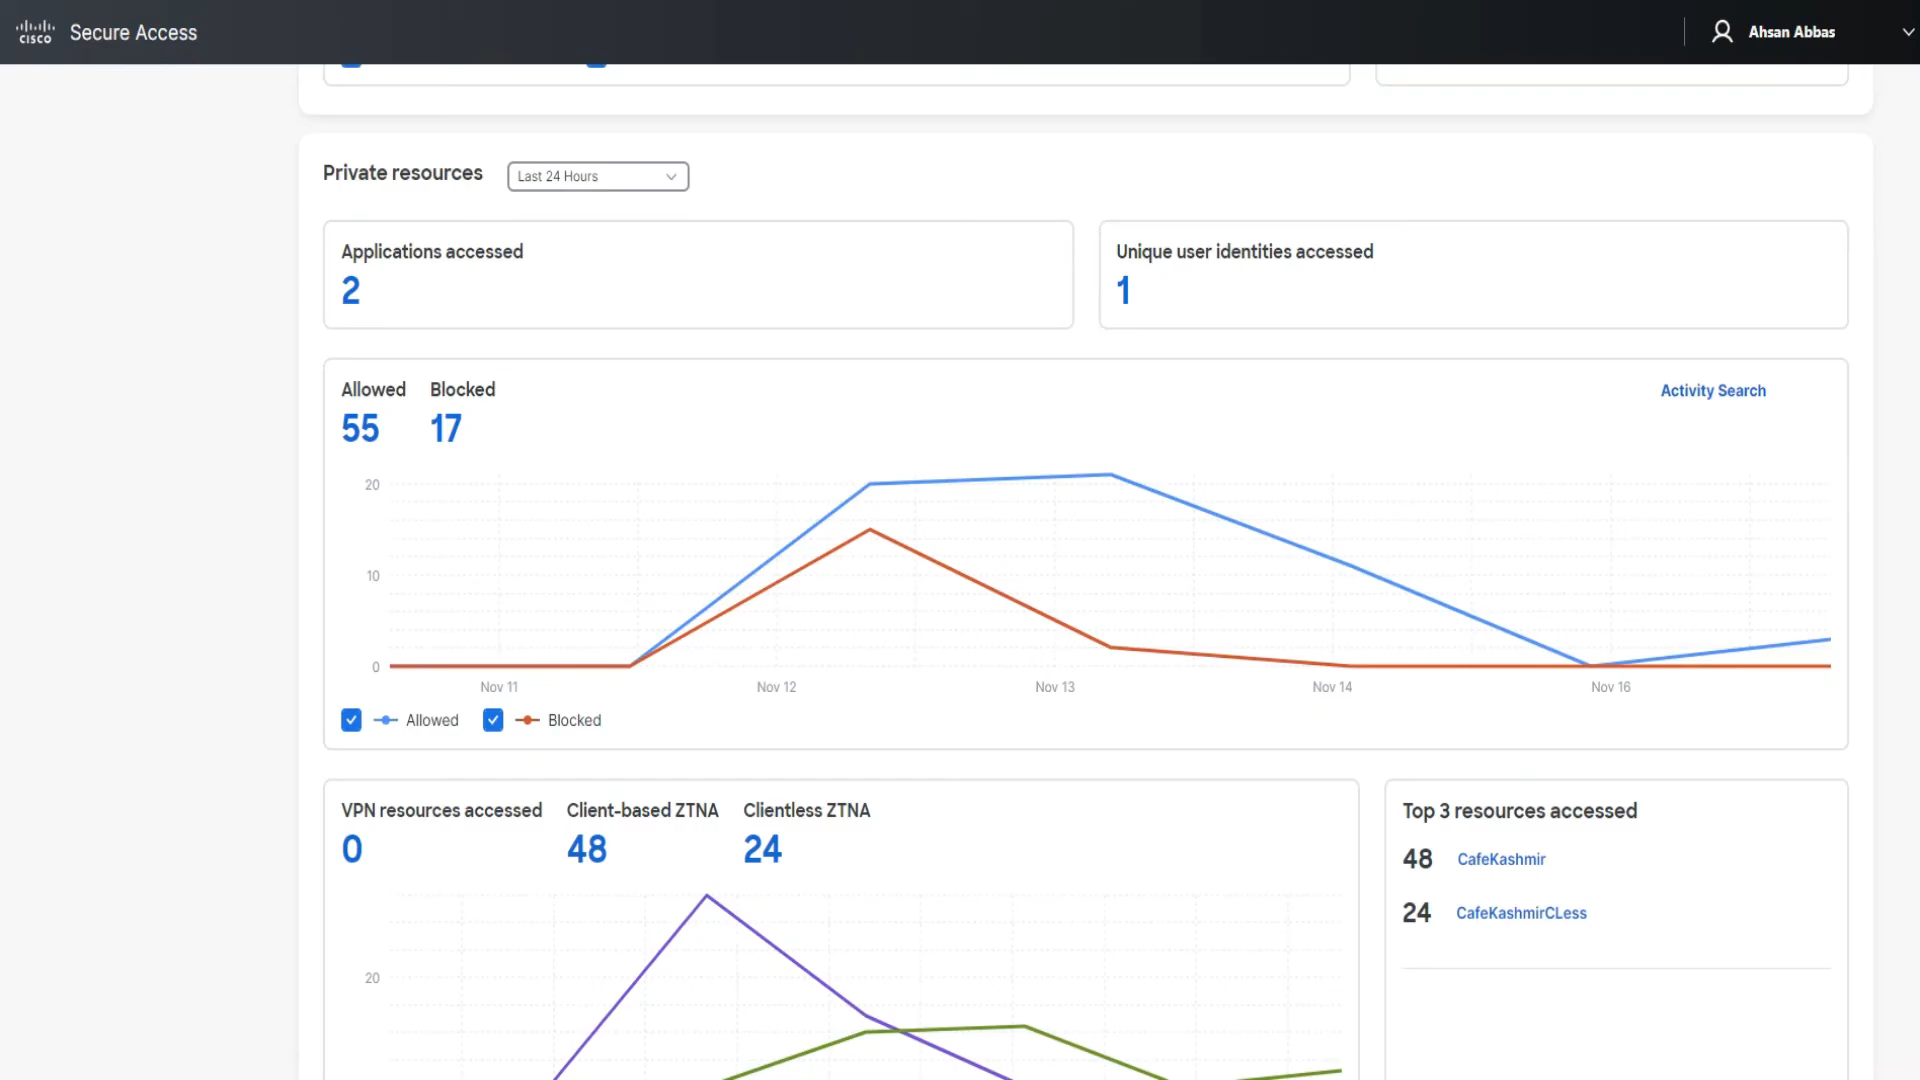 CISCO Secure Access
Ahsan Abbas
Private resources
Last 24 Hours
Applications accessed
2
Unique user identities accessed
1
Allowed Blocked
55 17
Activity Search
20
10
0
Nov 11 Nov 12 Nov 13 Nov 14 Nov 16
Allowed Blocked
VPN resources accessed Client-based ZTNA Clientless ZTNA
0 48 24
20
Top 3 resources accessed
48 CafeKashmir
24 CafeKashmirCLess